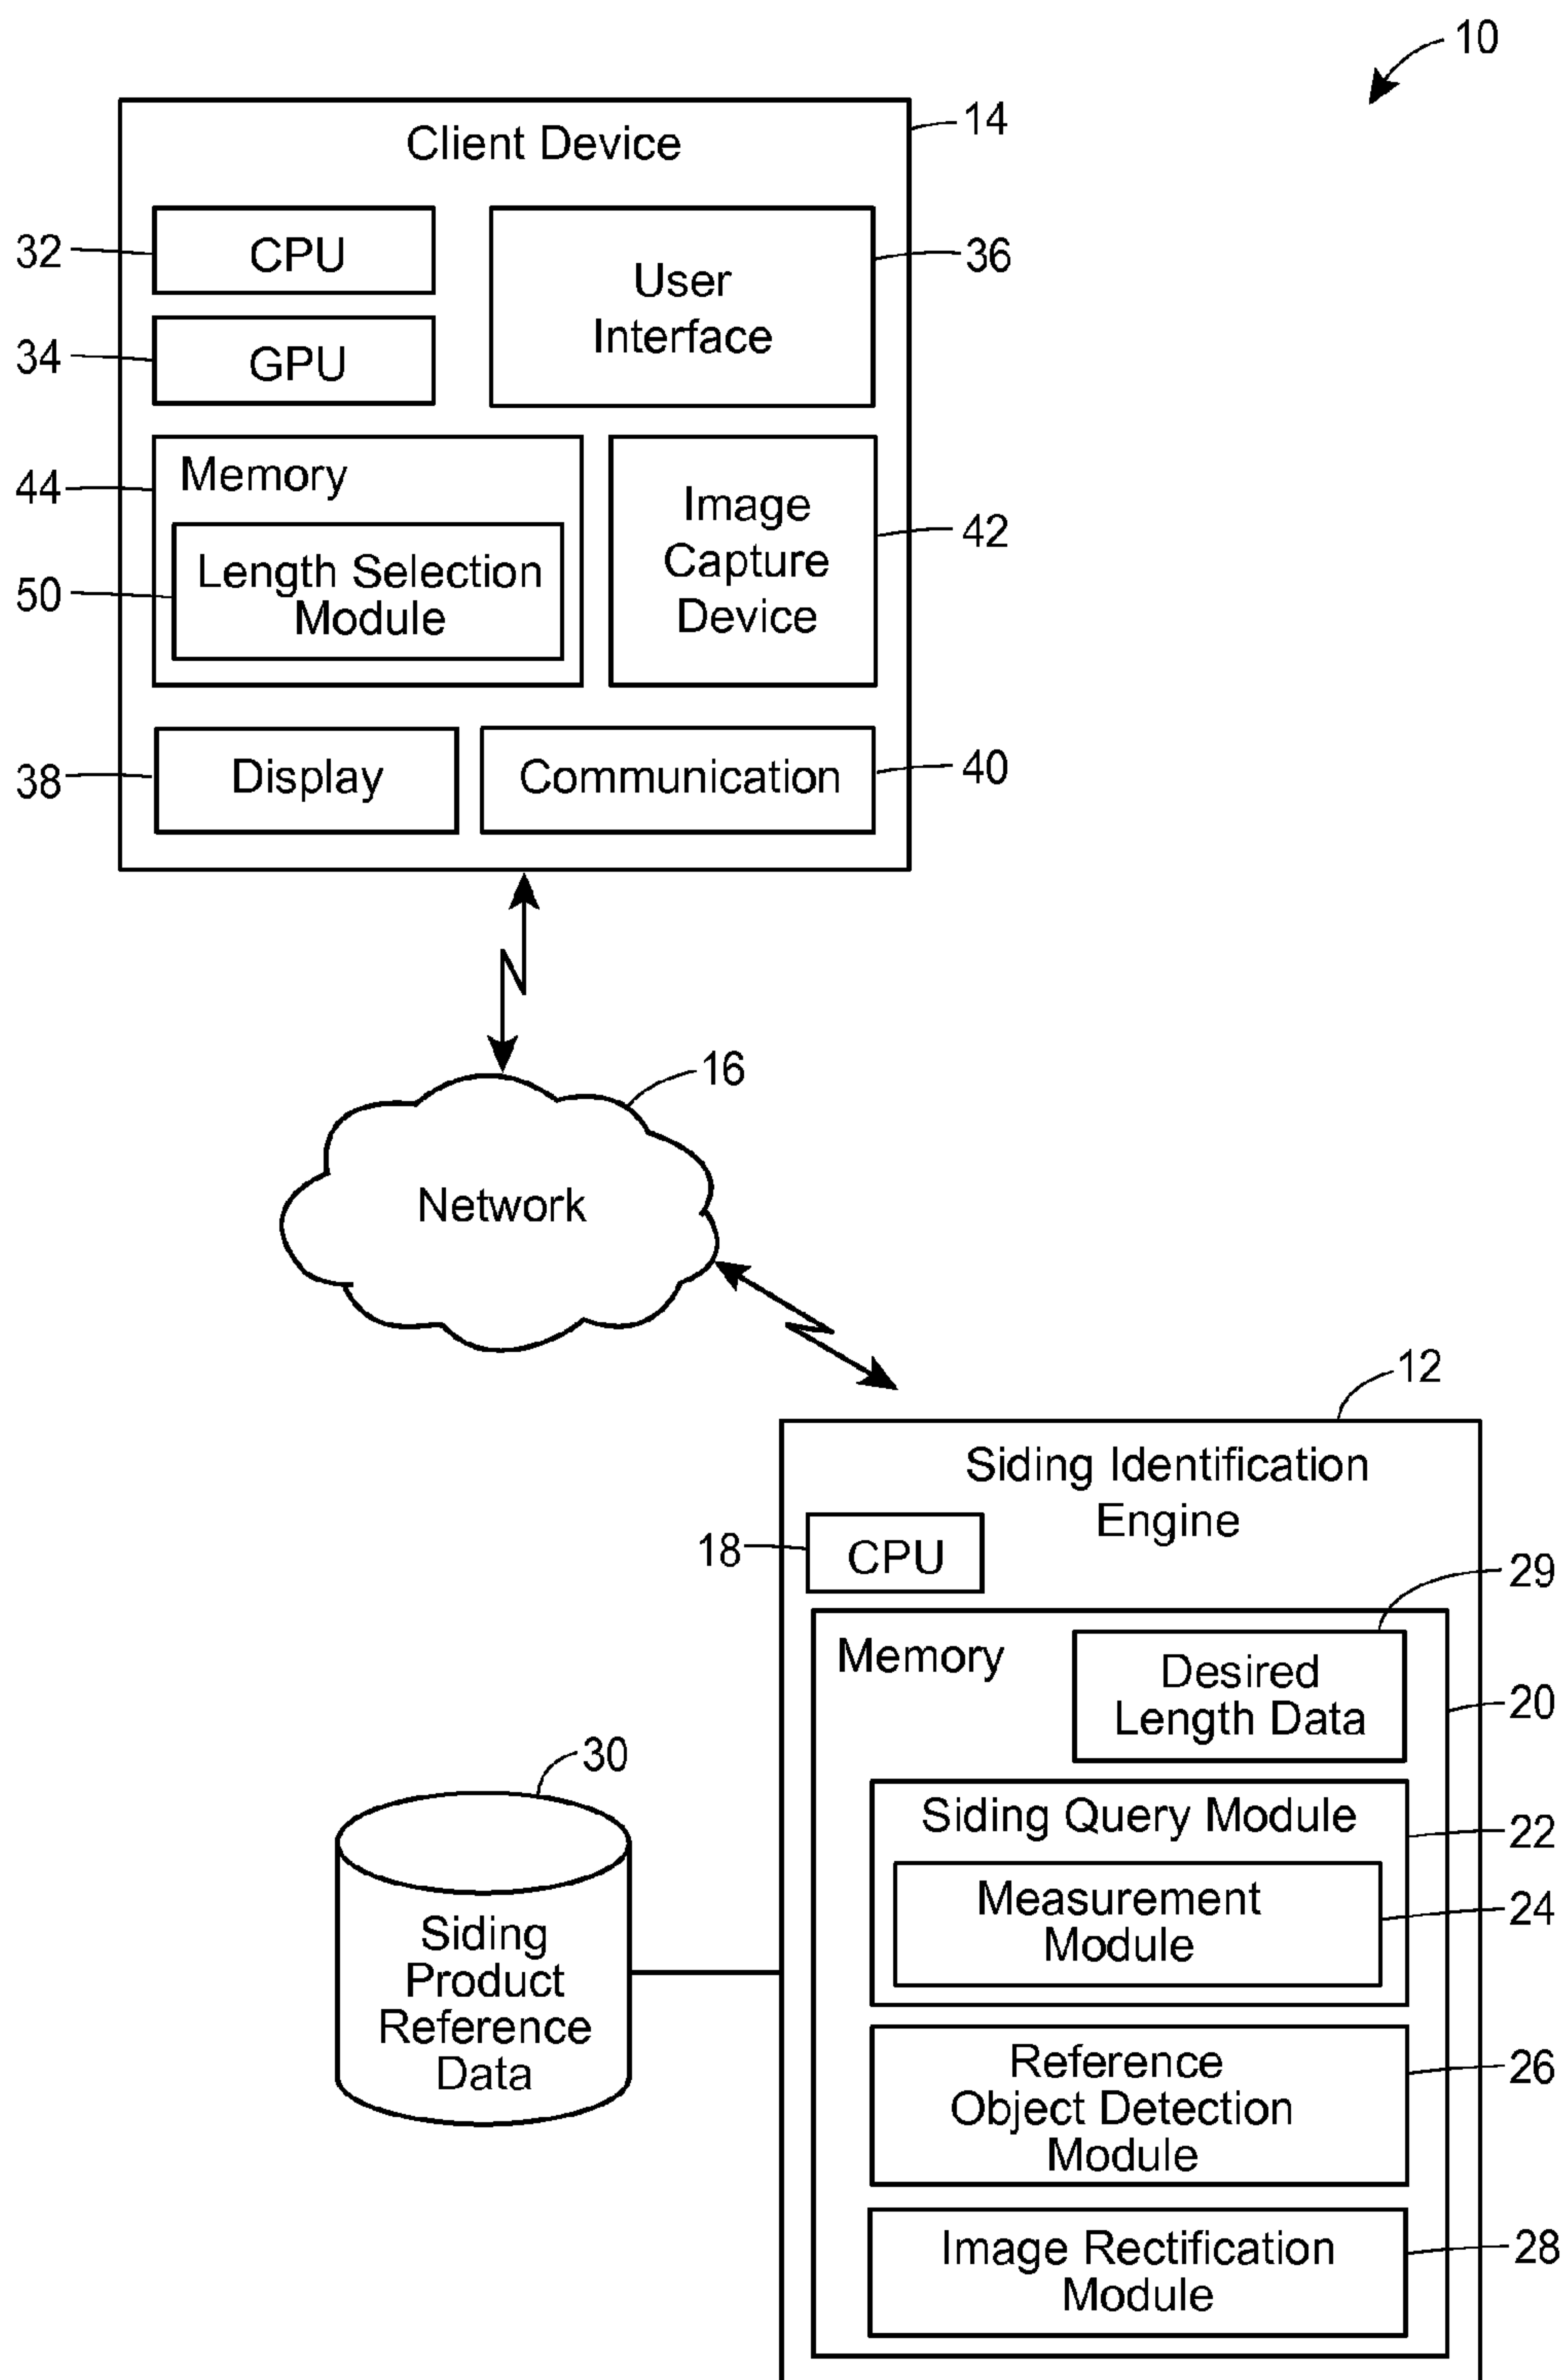 10
Client Device
14
32
CPU
User
Interface
36
34
GPU
44
Memory
Image
Capture
Device
42
50
Length Selection
Module
38
Display
Communication
40
16
Network
12
Siding Identification
Engine
18
CPU
29
Memory
Desired
Length Data
20
30
Siding Query Module
22
Measurement
Module
24
Siding
Product
Reference
Data
Reference
Object Detection
Module
26
Image Rectification
Module
28